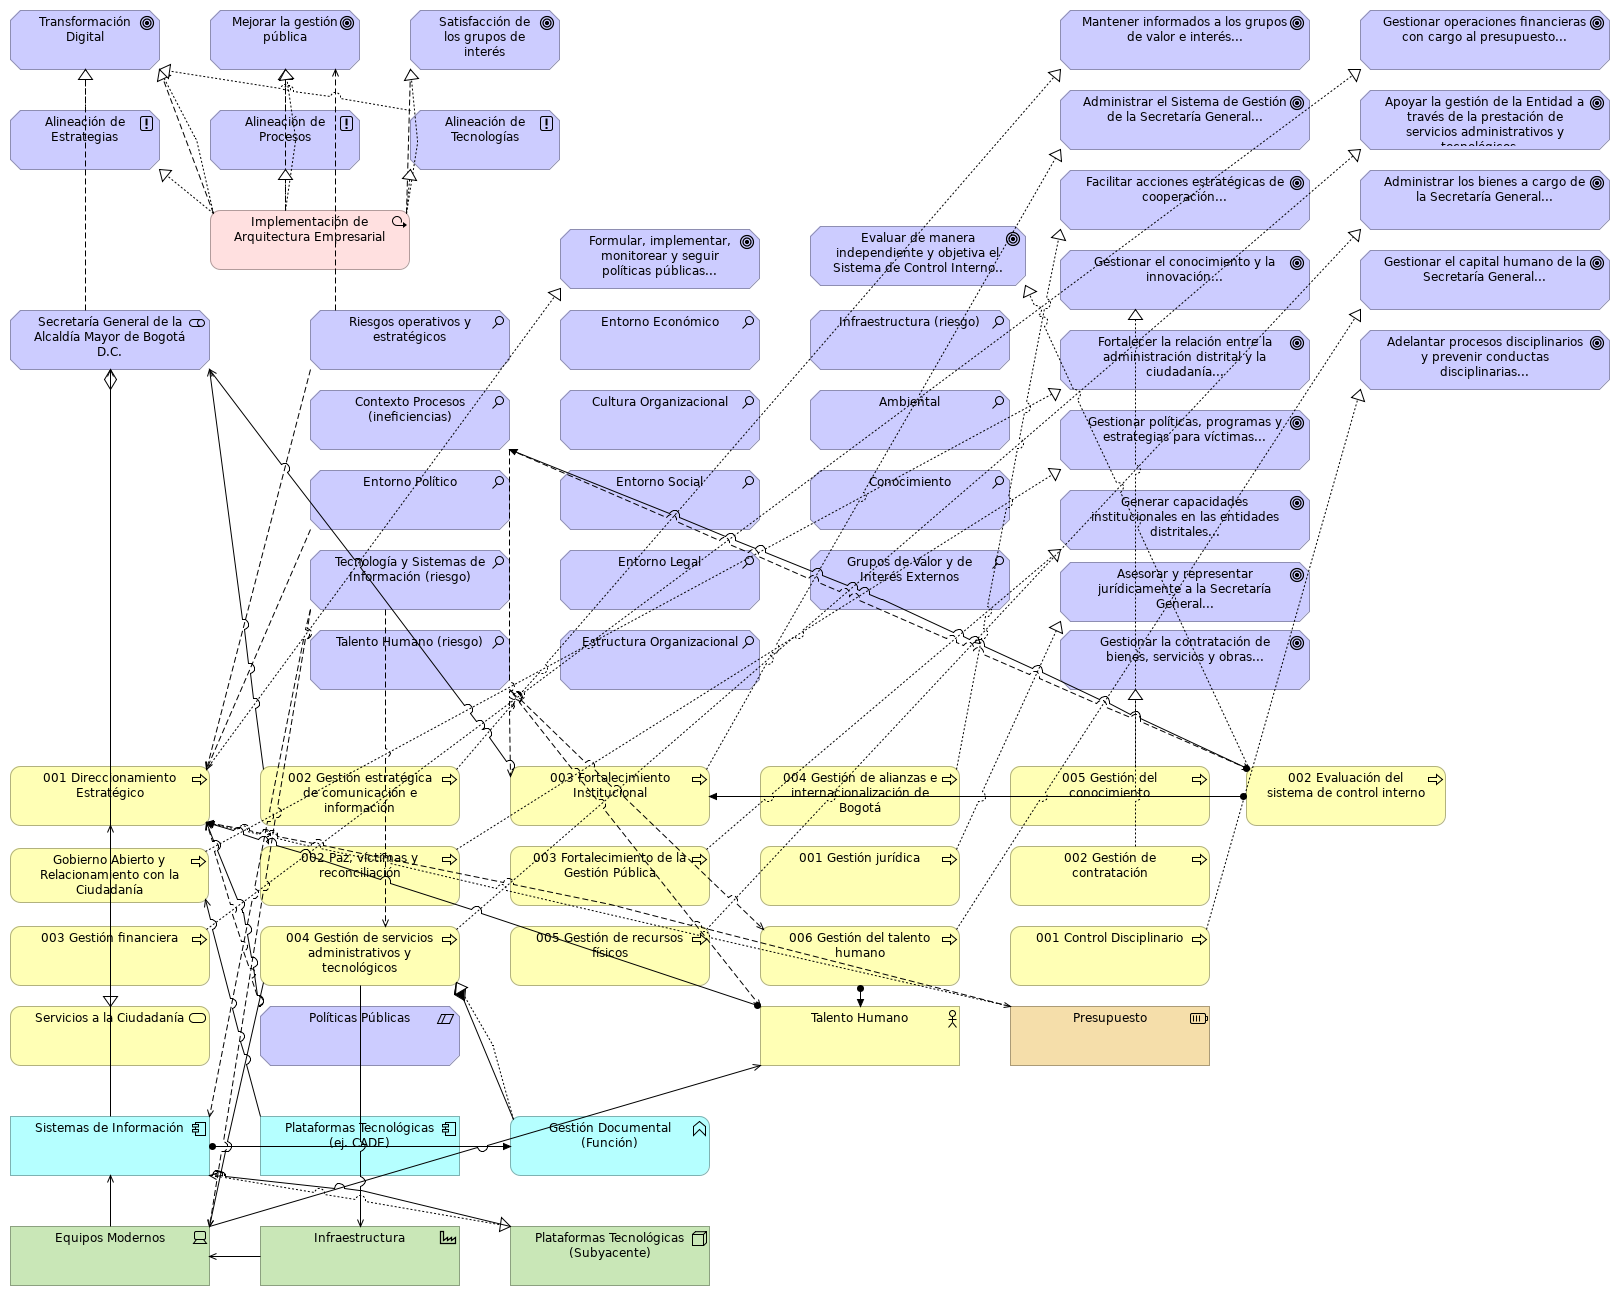 Transformación
Digital
Mejorar la gestión
pública
Satisfacción de
los grupos de
interés
Mantener informados a los grupos
de valor e interés...
Gestionar operaciones financieras
con cargo al presupuesto...
Alineación de
Estrategias
Alineación de
Procesos
Alineación de
Tecnologías
Administrar el Sistema de Gestión
de la Secretaría General...
Apoyar la gestión de la Entidad a
través de la prestación de
servicios administrativos y
tecnológicos...
Facilitar acciones estratégicas de
cooperación...
Administrar los bienes a cargo de
la Secretaría General...
Implementación de
Arquitectura Empresarial
Formular, implementar,
monitorear y seguir
políticas públicas...
Evaluar de manera
independiente y objetiva el
Sistema de Control Interno..
Gestionar el conocimiento y la
innovación...
Gestionar el capital humano de la
Secretaría General...
Secretaría General de la
Alcaldía Mayor de Bogotá
D.C.
Riesgos operativos y
estratégicos
Entorno Económico
Infraestructura (riesgo)
Fortalecer la relación entre la
administración distrital y la
ciudadanía...
Adelantar procesos disciplinarios
y prevenir conductas
disciplinarias...
Contexto Procesos
(ineficiencias)
Cultura Organizacional
Ambiental
Gestionar políticas, programas y
estrategias para víctimas...
Entorno Político
Entorno Social
Conocimiento
Generar capacidades
institucionales en las entidades
distritales...
Tecnología y Sistemas de
Información (riesgo)
Entorno Legal
Grupos de Valor y de
Interés Externos
Asesorar y representar
jurídicamente a la Secretaría
General...
Talento Humano (riesgo)
Estructura Organizacional
Gestionar la contratación de
bienes, servicios y obras...
001 Direccionamiento
Estratégico
002 Gestión estratégica
de comunicación e
información
003 Fortalecimiento
Institucional
004 Gestión de alianzas e
internacionalización de
Bogotá
005 Gestión del
conocimiento
002 Evaluación del
sistema de control interno
Gobierno Abierto y
Relacionamiento con la
Ciudadanía
002 Paz, víctimas y
reconciliación
003 Fortalecimiento de la
Gestión Pública
001 Gestión jurídica
002 Gestión de
contratación
003 Gestión financiera
004 Gestión de servicios
administrativos y
tecnológicos
005 Gestión de recursos
físicos
006 Gestión del talento
humano
001 Control Disciplinario
Servicios a la Ciudadanía
Políticas Públicas
Talento Humano
Presupuesto
Sistemas de Información
Plataformas Tecnológicas
(ej. CADE)
Gestión Documental
(Función)
Equipos Modernos
Infraestructura
Plataformas Tecnológicas
(Subyacente)